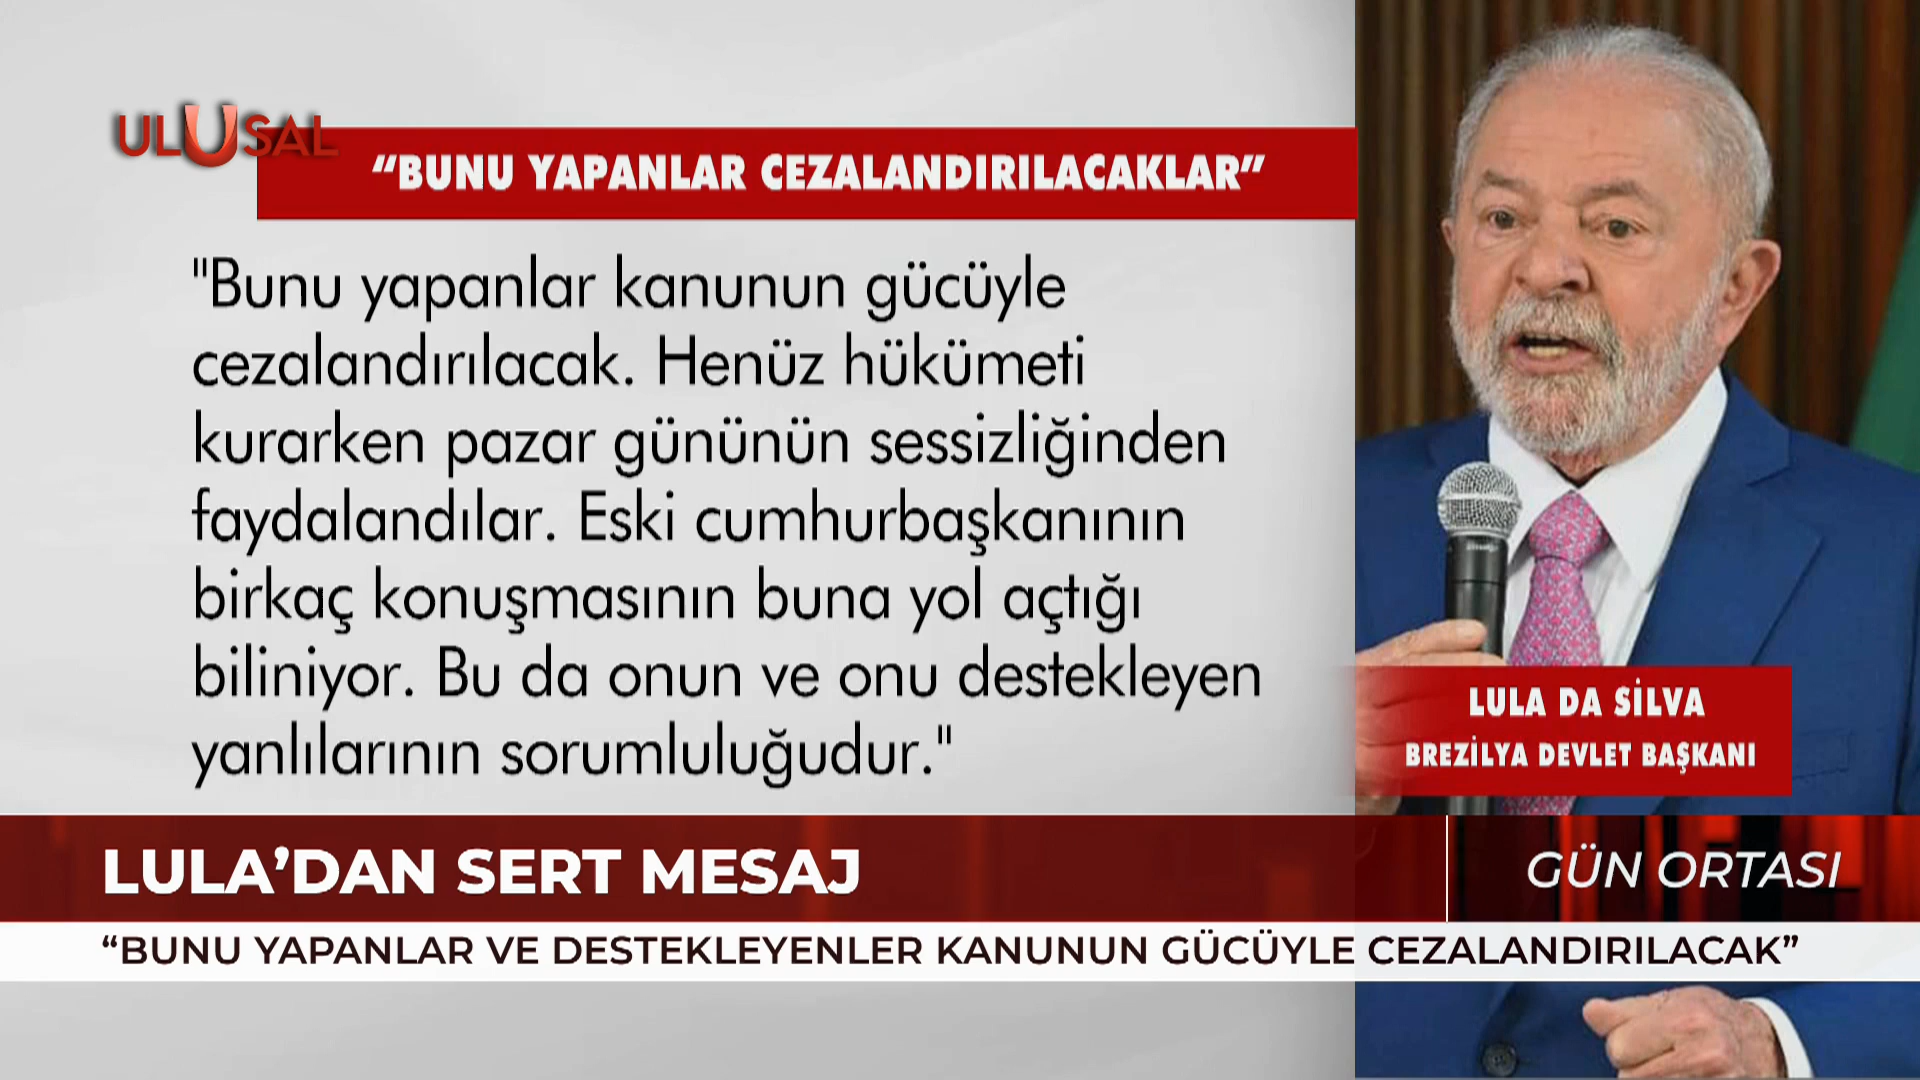 ULUSAL
“BUNU YAPANLAR CEZALANDIRILACAKLAR”
"Bunu yapanlar kanunun gücüyle
cezalandırılacak. Henüz hükümeti
kurarken pazar gününün sessizliğinden
faydalandılar. Eski cumhurbaşkanının
birkaç konuşmasının buna yol açtığı
biliniyor. Bu da onun ve onu destekleyen
yanlılarının sorumluluğudur."
LULA DA SİLVA
BREZİLYA DEVLET BAŞKANI
LULA’DAN SERT MESAJ
GÜN ORTASI
“BUNU YAPANLAR VE DESTEKLEYENLER KANUNUN GÜCÜYLE CEZALANDIRILACAK”